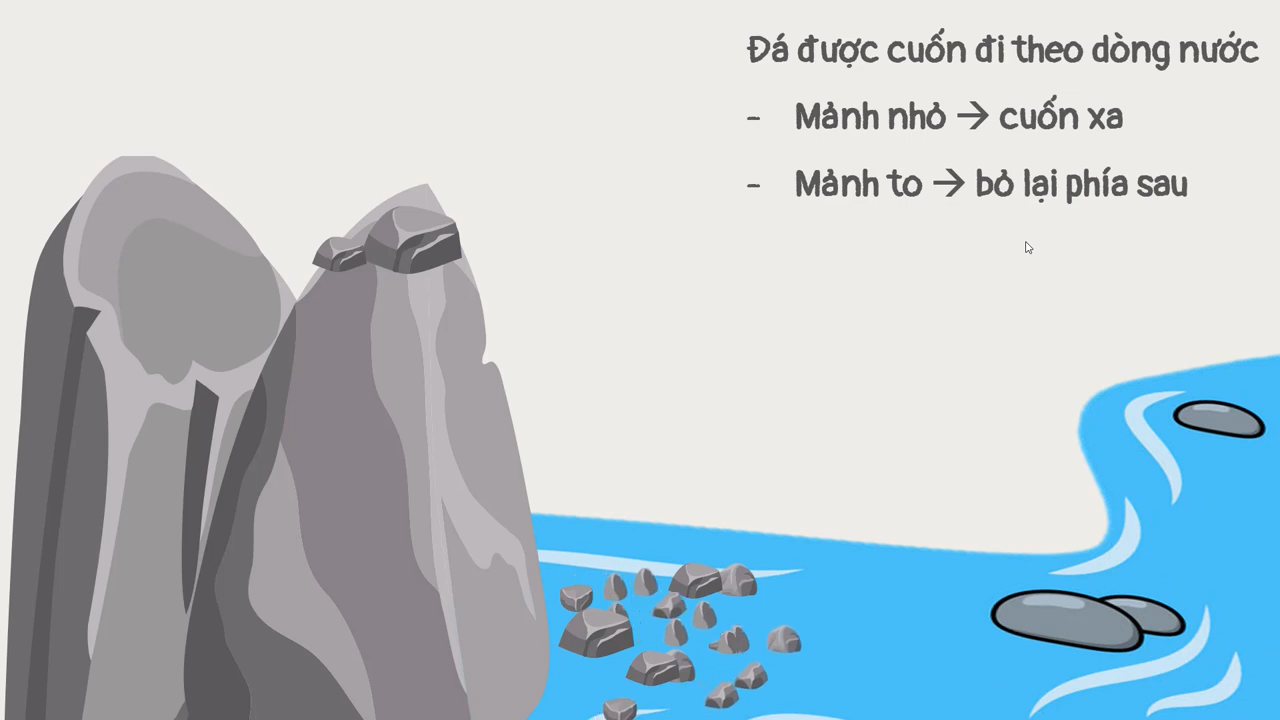 Đá được cuốn đi theo dòng nước
- Mảnh nhỏ → cuốn xa
- Mảnh to → bỏ lại phía sau